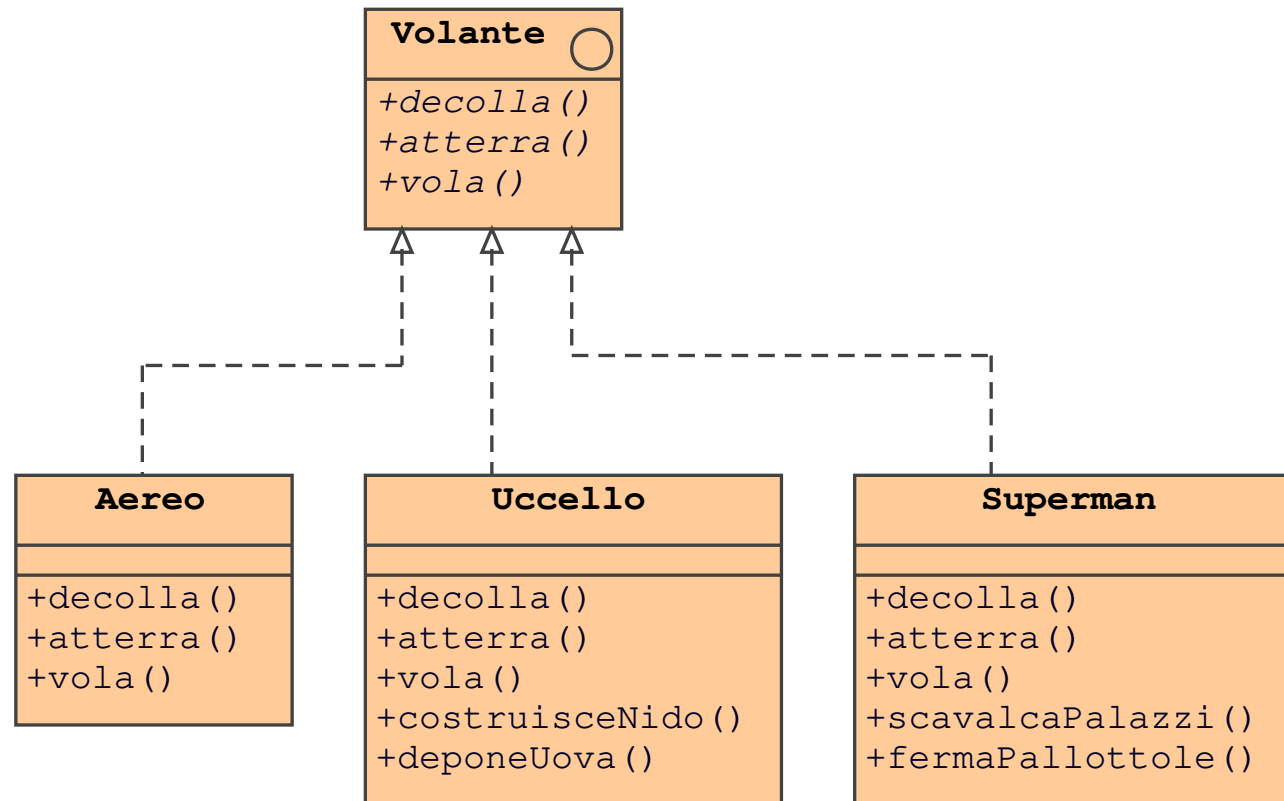 Volante
+decolla()
+atterra()
+vola()
Aereo
+decolla()
+atterra()
+vola()
Uccello
+decolla()
+atterra()
+vola()
+costruisceNido()
+deponeUova()
Superman
+decolla()
+atterra()
+vola()
+scavalcaPalazzi()
+fermaPallottole()